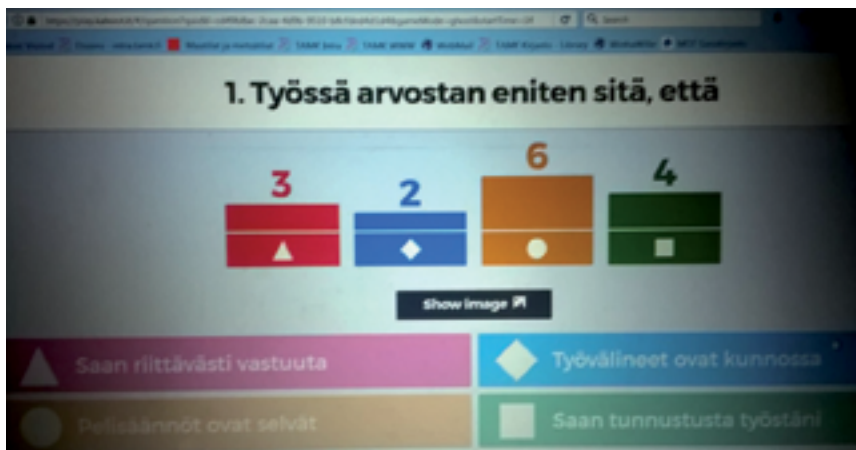 Search
1. Työssä arvostan eniten sitä, että
3
2
6
4
Show image
Saan riittävästi vastuuta
Työvälineet ovat kunnossa
Pelisäännöt ovat selvät
Saan tunnustusta työstäni